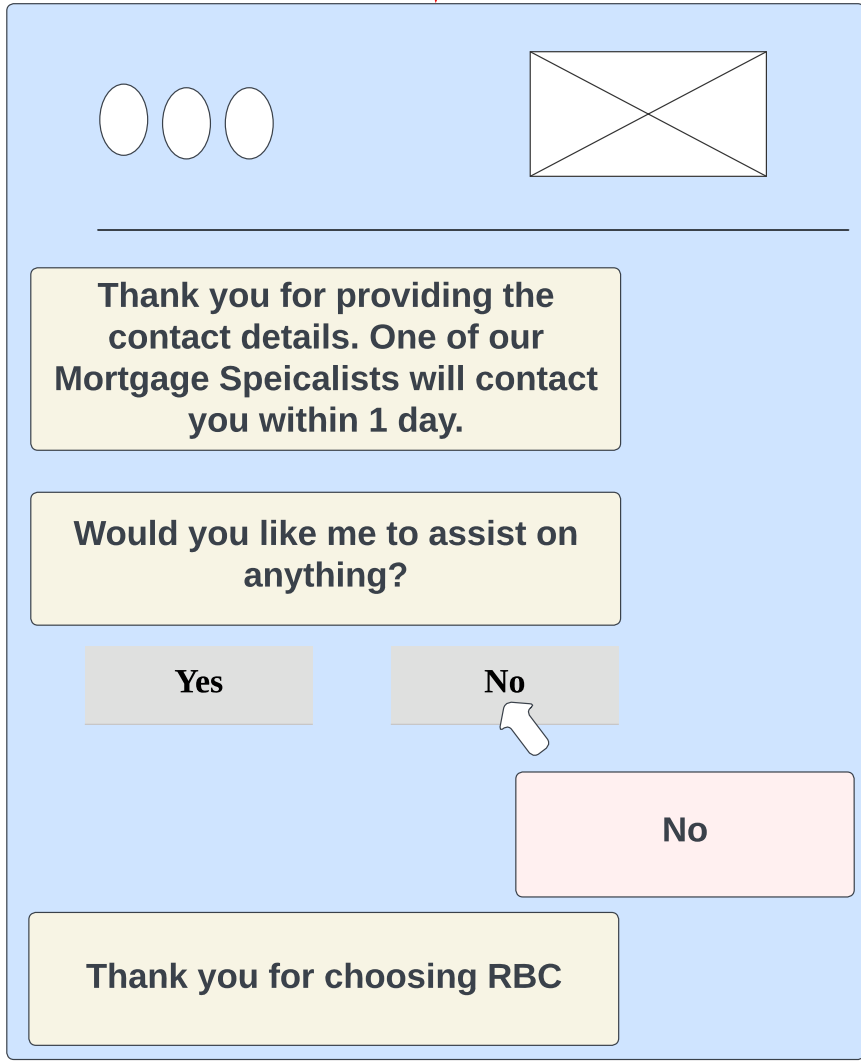 Thank you for providing the
contact details. One of our
Mortgage Speicalists will contact
you within 1 day.
Would you like me to assist on
anything?
Yes
No
No
Thank you for choosing RBC